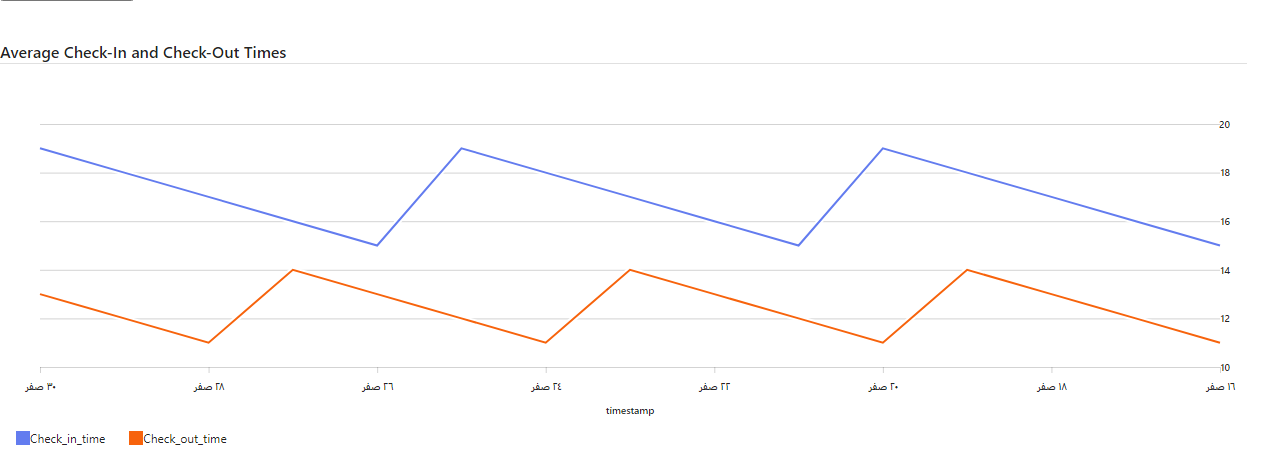 Average Check-In and Check-Out Times
20
18
16
14
12
10
٣٠ صفر
٢٨ صفر
٢٦ صفر
٢٤ صفر
٢٢ صفر
٢٠ صفر
١٨ صفر
١٦ صفر
timestamp
Check_in_time
Check_out_time